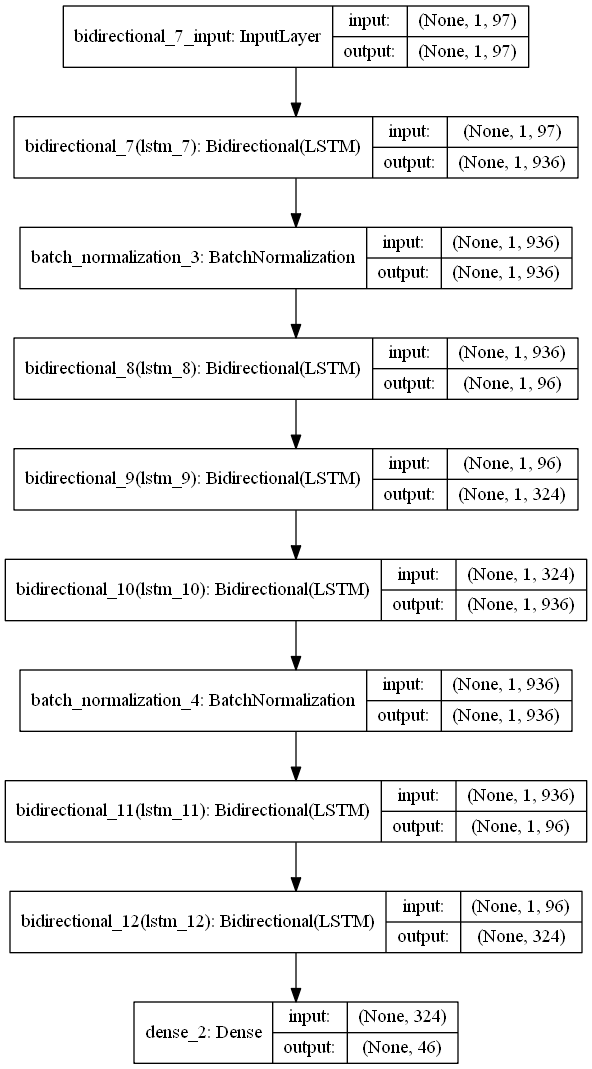 bidirectional_7_input: InputLayer input: (None, 1, 97)
output: (None, 1, 97)
bidirectional_7(lstm_7): Bidirectional(LSTM) input: (None, 1, 97)
output: (None, 1, 936)
batch_normalization_3: BatchNormalization input: (None, 1, 936)
output: (None, 1, 936)
bidirectional_8(lstm_8): Bidirectional(LSTM) input: (None, 1, 936)
output: (None, 1, 96)
bidirectional_9(lstm_9): Bidirectional(LSTM) input: (None, 1, 96)
output: (None, 1, 324)
bidirectional_10(lstm_10): Bidirectional(LSTM) input: (None, 1, 324)
output: (None, 1, 936)
batch_normalization_4: BatchNormalization input: (None, 1, 936)
output: (None, 1, 936)
bidirectional_11(lstm_11): Bidirectional(LSTM) input: (None, 1, 936)
output: (None, 1, 96)
bidirectional_12(lstm_12): Bidirectional(LSTM) input: (None, 1, 96)
output: (None, 324)
dense_2: Dense input: (None, 324)
output: (None, 46)